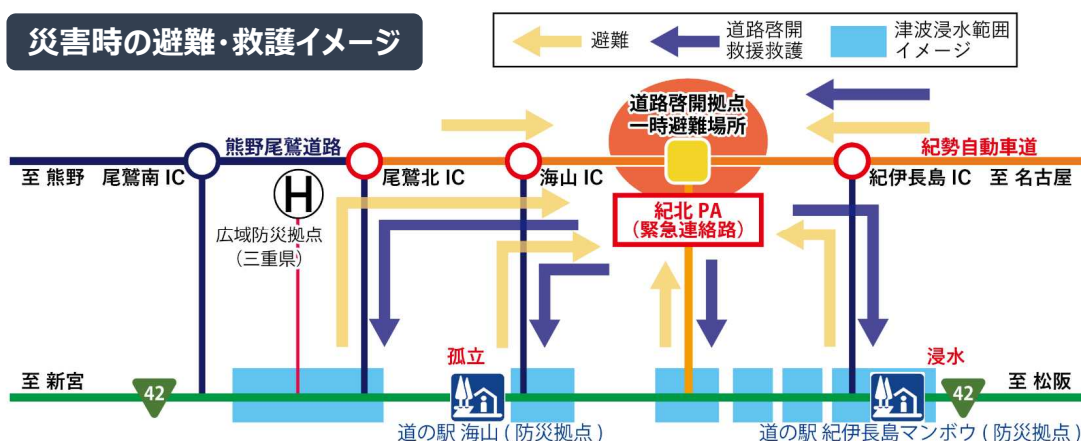 災害時の避難・救護イメージ
避難
道路啓開
救援救護
津波浸水範囲
イメージ
道路啓開拠点
一時避難場所
熊野尾鷲道路
紀勢自動車道
至 熊野
尾鷲南 IC
尾鷲北 IC
海山 IC
紀伊長島 IC
至 名古屋
H
広域防災拠点
（三重県）
紀北 PA
（緊急連絡路）
孤立
浸水
至 新宮
42
至 松阪
42
道の駅 海山 ( 防災拠点 )
道の駅 紀伊長島マンボウ ( 防災拠点 )